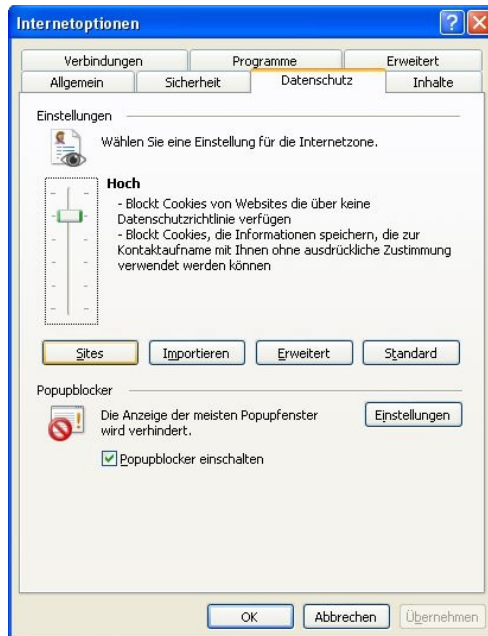 Internetoptionen
Verbindungen Programme Erweitert
Allgemein Sicherheit Datenschutz Inhalte
Einstellungen
Wählen Sie eine Einstellung für die Internetzone.
Hoch
- Blockt Cookies von Websites die über keine
Datenschutzrichtlinie verfügen
- Blockt Cookies, die Informationen speichern, die zur
Kontaktaufname mit Ihnen ohne ausdrückliche Zustimmung
verwendet werden können
Sites Importieren Erweitert Standard
Popupblocker
Die Anzeige der meisten Popupfenster
wird verhindert.
Einstellungen
Popupblocker einschalten
OK Abbrechen Übernehmen